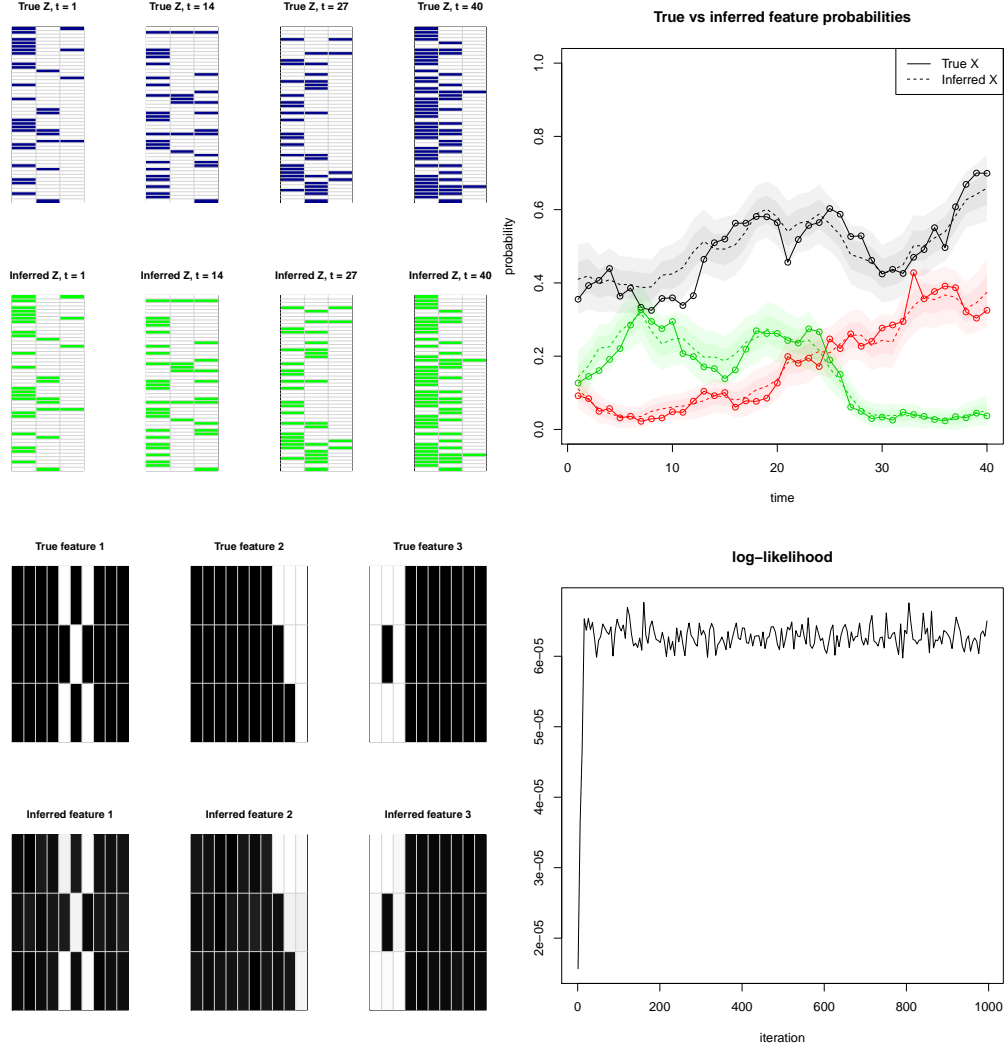 True Z, t = 1
True Z, t = 14
True Z, t = 27
True Z, t = 40
Inferred Z, t = 1
Inferred Z, t = 14
Inferred Z, t = 27
Inferred Z, t = 40
True vs inferred feature probabilities
True X
Inferred X
probability
1.0
0.8
0.6
0.4
0.2
0.0
0 10 20 30 40
time
True feature 1
True feature 2
True feature 3
Inferred feature 1
Inferred feature 2
Inferred feature 3
log−likelihood
6e−05
5e−05
4e−05
3e−05
2e−05
0 200 400 600 800 1000
iteration